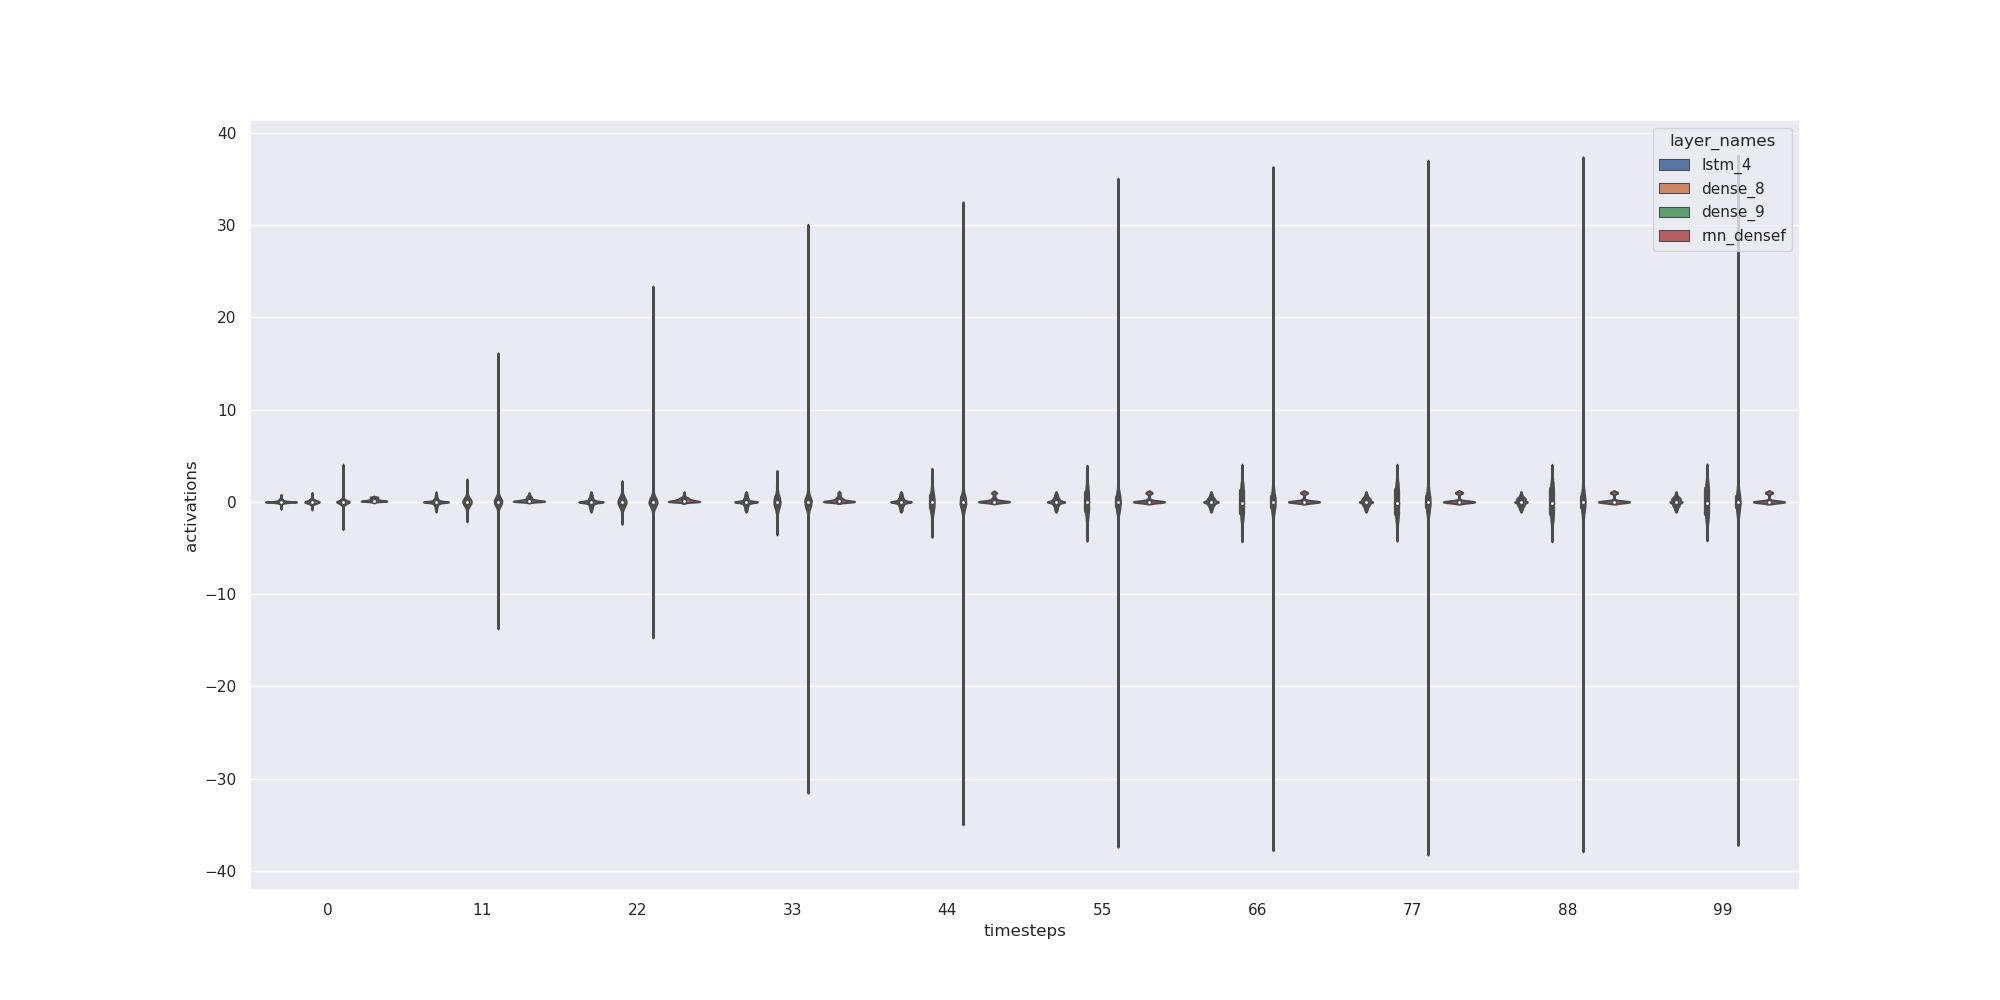 layer_names
lstm_4
dense_8
dense_9
rnn_densef
40
30
20
10
0
−10
−20
−30
−40
activations
0 11 22 33 44 55 66 77 88 99
timesteps